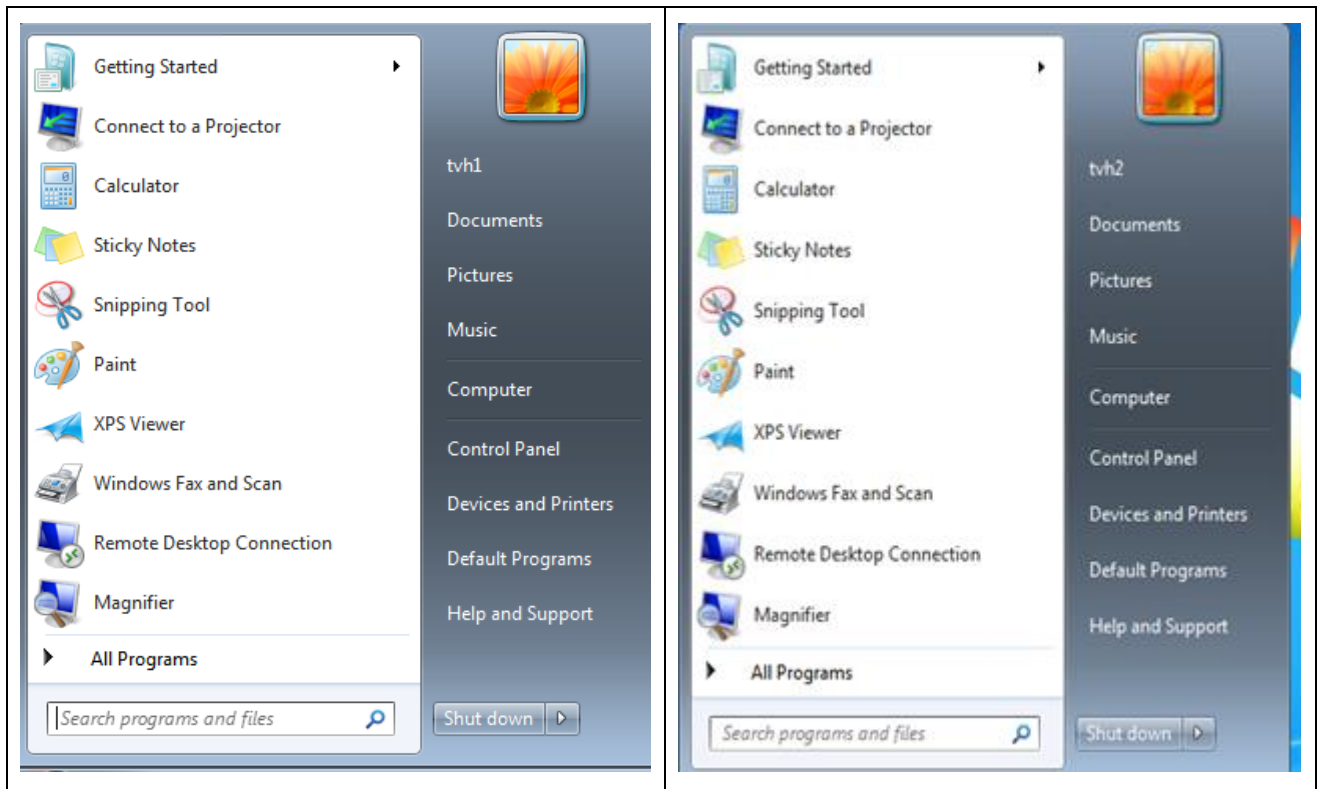 Getting Started
Connect to a Projector
Calculator
Sticky Notes
Snipping Tool
Paint
XPS Viewer
Windows Fax and Scan
Remote Desktop Connection
Magnifier
All Programs
Search programs and files
tvh1
Documents
Pictures
Music
Computer
Control Panel
Devices and Printers
Default Programs
Help and Support
Shut down
Getting Started
Connect to a Projector
Calculator
Sticky Notes
Snipping Tool
Paint
XPS Viewer
Windows Fax and Scan
Remote Desktop Connection
Magnifier
All Programs
Search programs and files
tvh2
Documents
Pictures
Music
Computer
Control Panel
Devices and Printers
Default Programs
Help and Support
Shut down